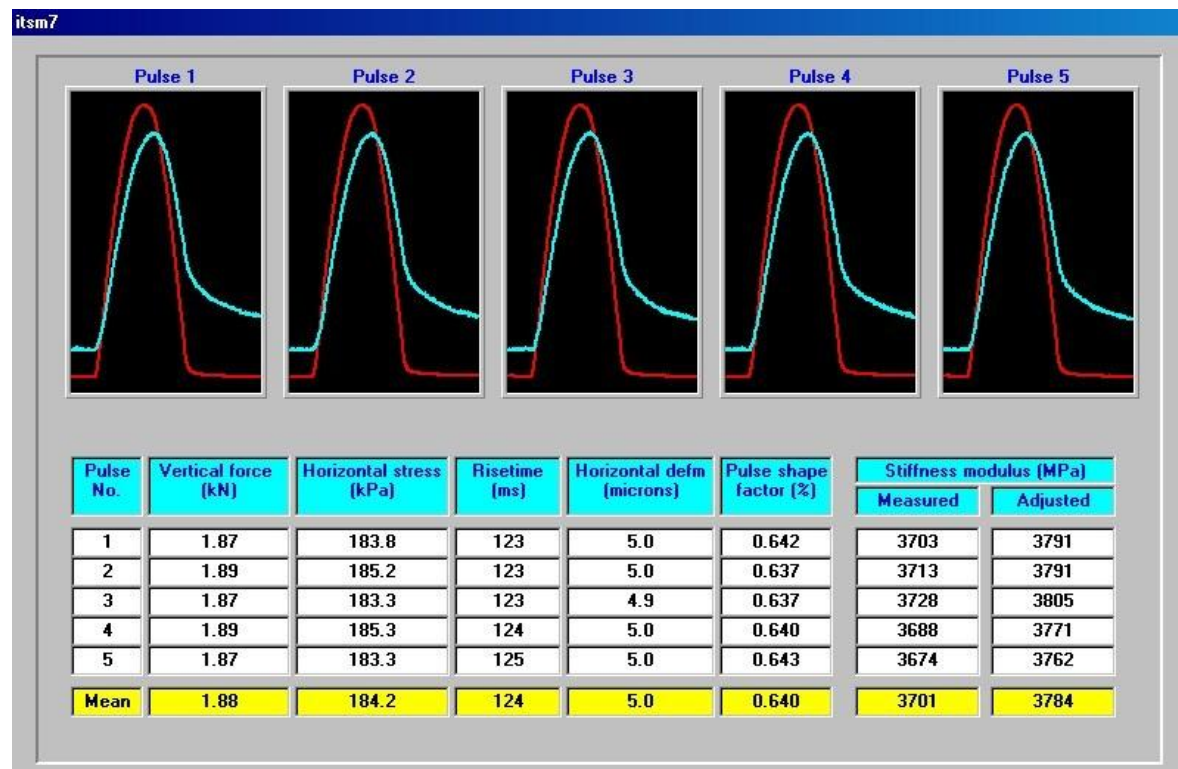 itsm7
Pulse 1 Pulse 2 Pulse 3 Pulse 4 Pulse 5
Pulse No. Vertical force (kN) Horizontal stress (kPa) Risetime (ms) Horizontal defm (microns) Pulse shape factor (%) Stiffness modulus (MPa)
Measured Adjusted
1 1.87 183.8 123 5.0 0.642 3703 3791
2 1.89 185.2 123 5.0 0.637 3713 3791
3 1.87 183.3 123 4.9 0.637 3728 3805
4 1.89 185.3 124 5.0 0.640 3688 3771
5 1.87 183.3 125 5.0 0.643 3674 3762
Mean 1.88 184.2 124 5.0 0.640 3701 3784